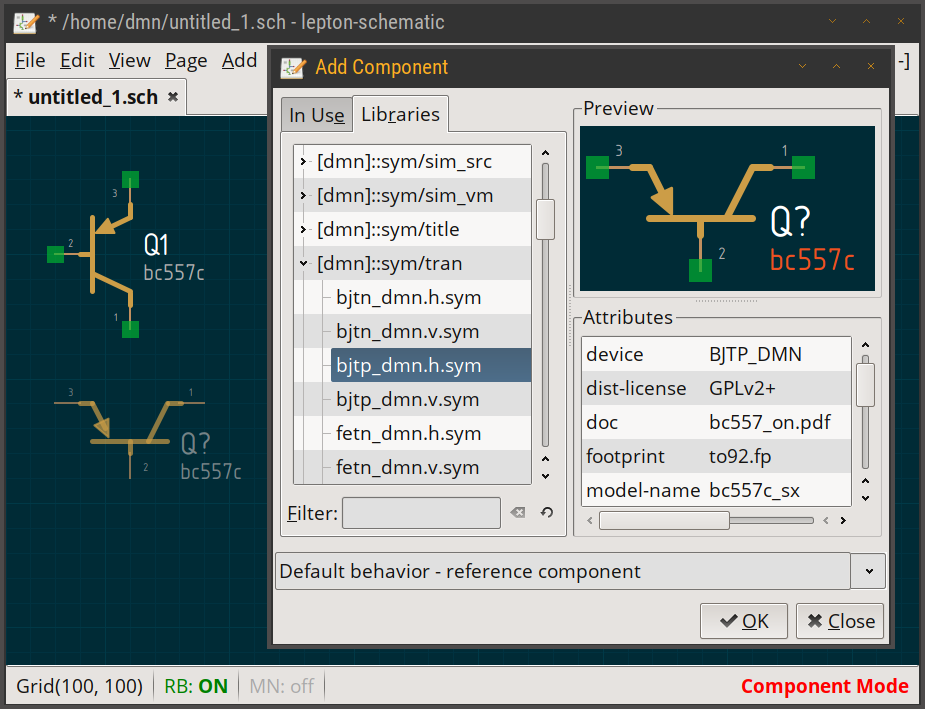 * /home/dmn/untitled_1.sch - lepton-schematic
File Edit View Page Add
-]
* untitled_1.sch
Add Component
In Use Libraries
[dmn]::sym/sim_src
[dmn]::sym/sim_vm
[dmn]::sym/title
[dmn]::sym/tran
bjtn_dmn.h.sym
bjtn_dmn.v.sym
bjtp_dmn.h.sym
bjtp_dmn.v.sym
fetn_dmn.h.sym
fetn_dmn.v.sym
Filter:
Preview
3 1
Q?
2 bc557c
Attributes
device BJTP_DMN
dist-license GPLv2+
doc bc557_on.pdf
footprint to92.fp
model-name bc557c_sx
Default behavior - reference component
OK Close
3
2 Q1
bc557c
1
3 1
Q?
2 bc557c
Grid(100, 100) RB: ON MN: off Component Mode